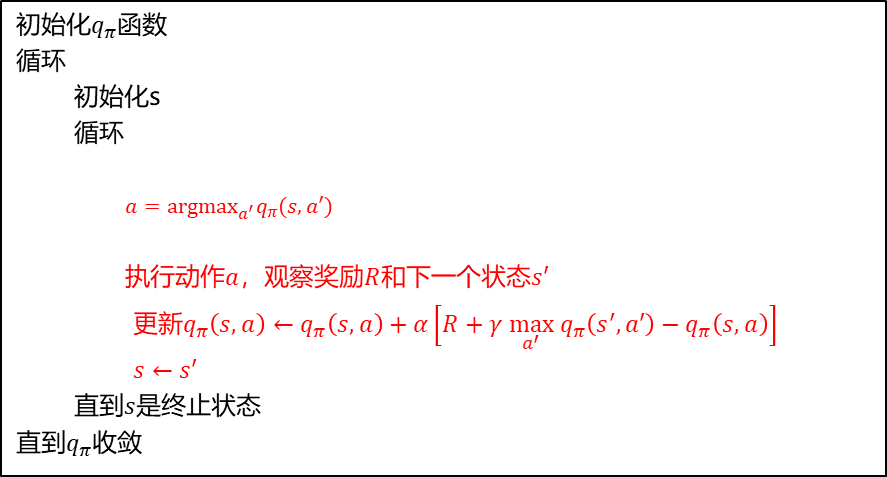 初始化qπ函数
循环
初始化s
循环
a = argmaxa′ qπ(s, a′)
执行动作a，观察奖励R和下一个状态s′
更新qπ(s, a) ← qπ(s, a) + α [R + γ max a′ qπ(s′, a′) − qπ(s, a)]
s ← s′
直到s是终止状态
直到qπ收敛